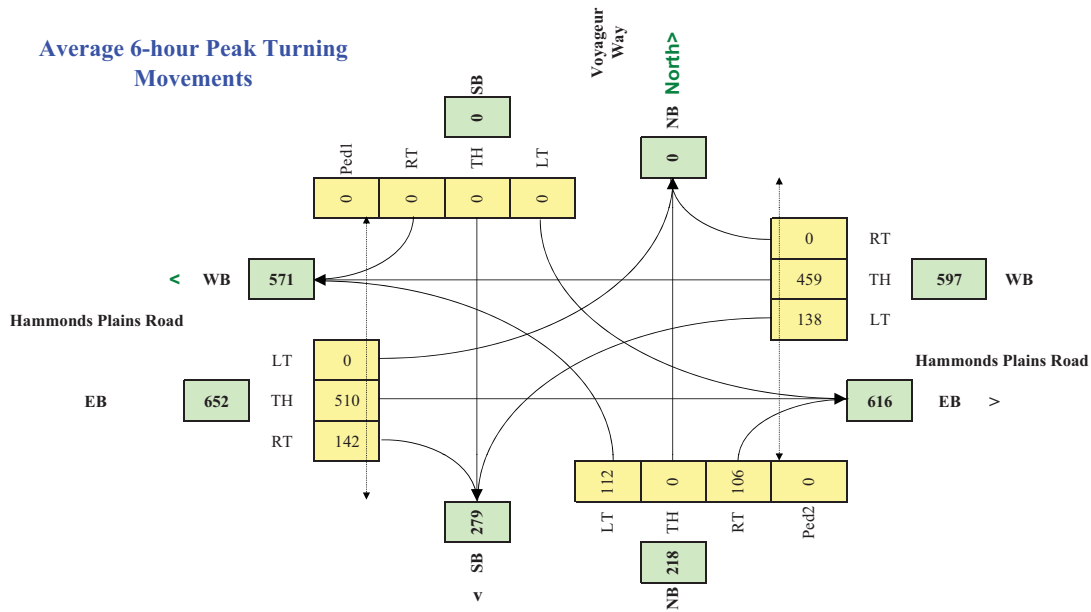 Average 6-hour Peak Turning
Movements
Voyageur
Way
North>
SB
NB
0
0
Ped1
RT
TH
LT
0
0
0
0
0
RT
< WB
571
459
TH
597
WB
138
LT
Hammonds Plains Road
LT
0
Hammonds Plains Road
EB
652
TH
510
616
EB >
RT
142
112
0
106
0
LT
TH
RT
Ped2
279
SB
v
218
NB